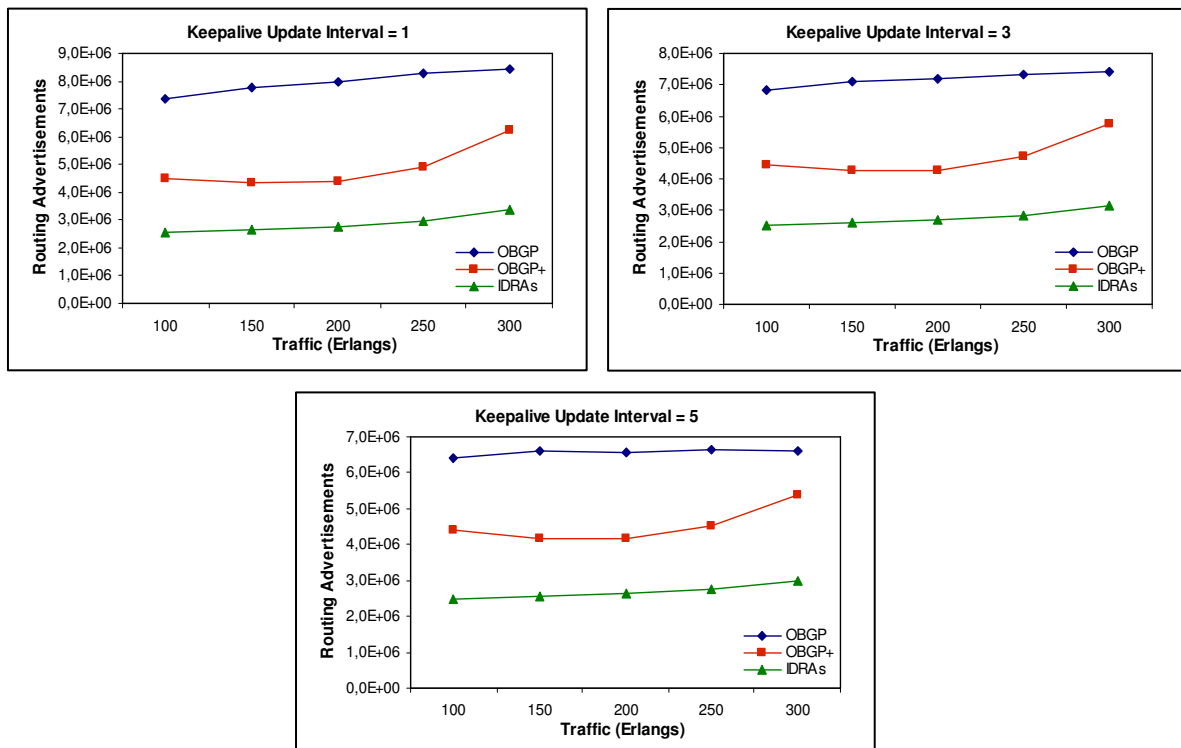 Keepalive Update Interval = 1
Routing Advertisements
9,0E+06
8,0E+06
7,0E+06
6,0E+06
5,0E+06
4,0E+06
3,0E+06
2,0E+06
1,0E+06
0,0E+00
OBGP
OBGP+
IDRAs
100 150 200 250 300
Traffic (Erlangs)
Keepalive Update Interval = 3
Routing Advertisements
8,0E+06
7,0E+06
6,0E+06
5,0E+06
4,0E+06
3,0E+06
2,0E+06
1,0E+06
0,0E+00
OBGP
OBGP+
IDRAs
100 150 200 250 300
Traffic (Erlangs)
Keepalive Update Interval = 5
Routing Advertisements
7,0E+06
6,0E+06
5,0E+06
4,0E+06
3,0E+06
2,0E+06
1,0E+06
0,0E+00
OBGP
OBGP+
IDRAs
100 150 200 250 300
Traffic (Erlangs)